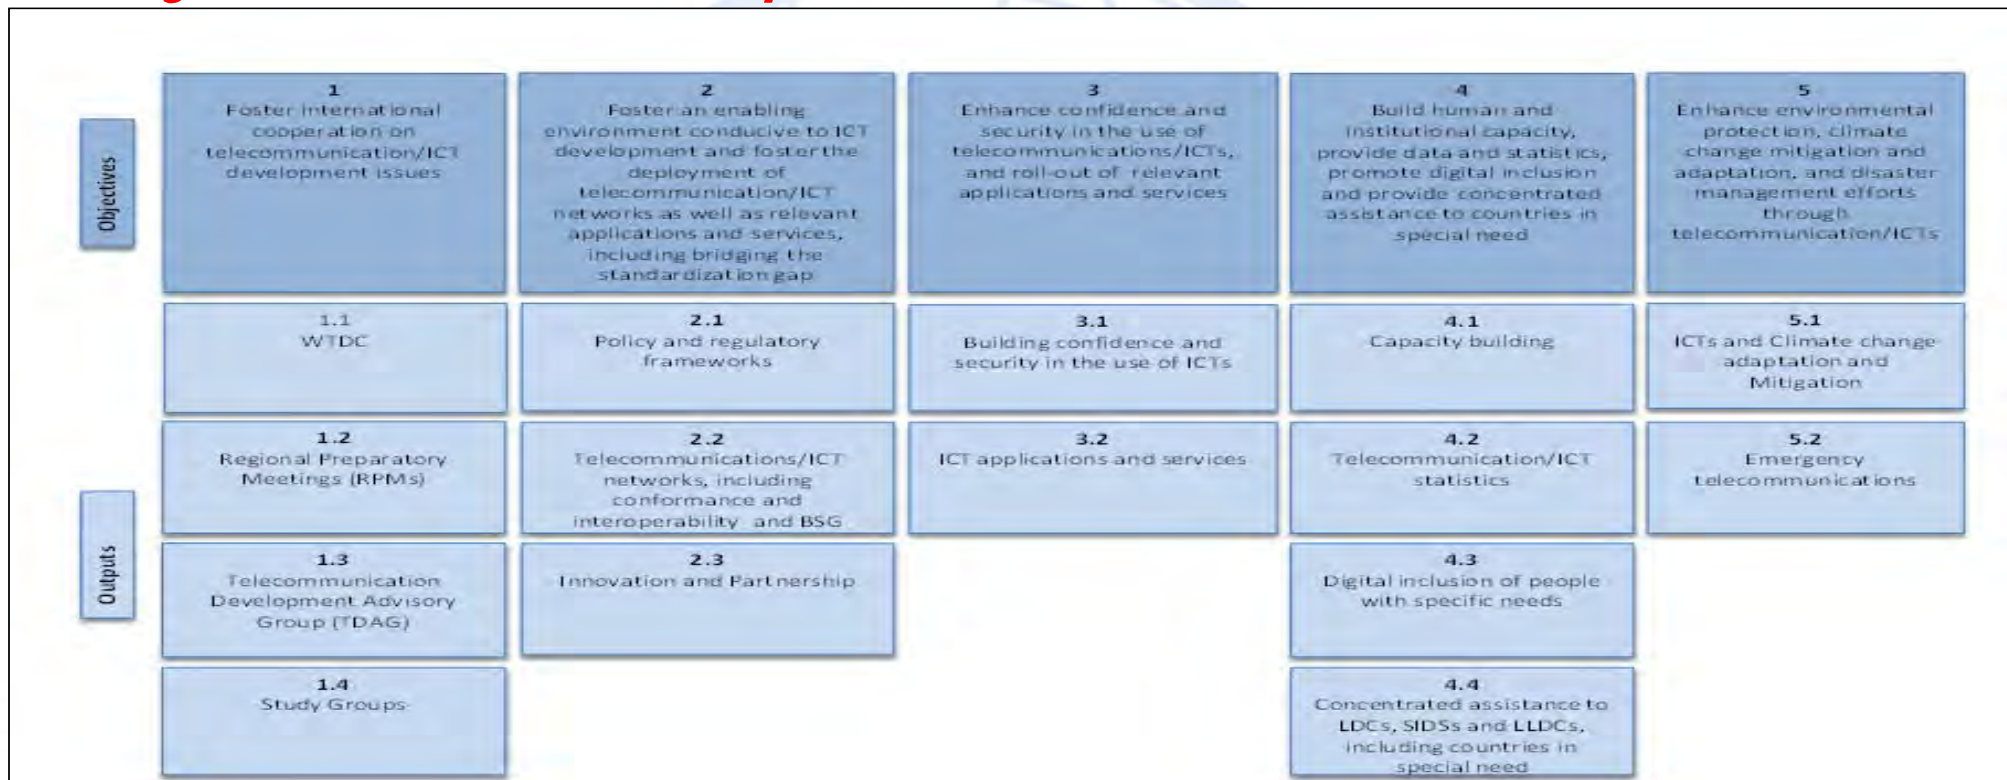 Objectives
1
Foster international
cooperation on
telecommunication/ICT
development issues
2
Foster an enabling
environment conducive to ICT
development and foster the
deployment of
telecommunication/ICT
networks as well as relevant
applications and services,
including bridging the
standardization gap
3
Enhance confidence and
security in the use of
telecommunications/ICTs,
and roll-out of relevant
applications and services
4
Build human and
institutional capacity,
provide data and statistics,
promote digital inclusion
and provide concentrated
assistance to countries in
special need
5
Enhance environmental
protection, climate
change mitigation and
adaptation, and disaster
management efforts
through
telecommunication/ICTs
Outputs
1.1
WTDC
2.1
Policy and regulatory
frameworks
3.1
Building confidence and
security in the use of ICTs
4.1
Capacity building
5.1
ICTs and Climate change
adaptation and
Mitigation
1.2
Regional Preparatory
Meetings (RPMs)
2.2
Telecommunications/ICT
networks, including
conformance and
interoperability and BSG
3.2
ICT applications and services
4.2
Telecommunication/ICT
statistics
5.2
Emergency
telecommunications
1.3
Telecommunication
Development Advisory
Group (TDAG)
2.3
Innovation and Partnership
4.3
Digital inclusion of people
with specific needs
1.4
Study Groups
4.4
Concentrated assistance to
LDCs, SIDSs and LLDCs,
including countries in
special need